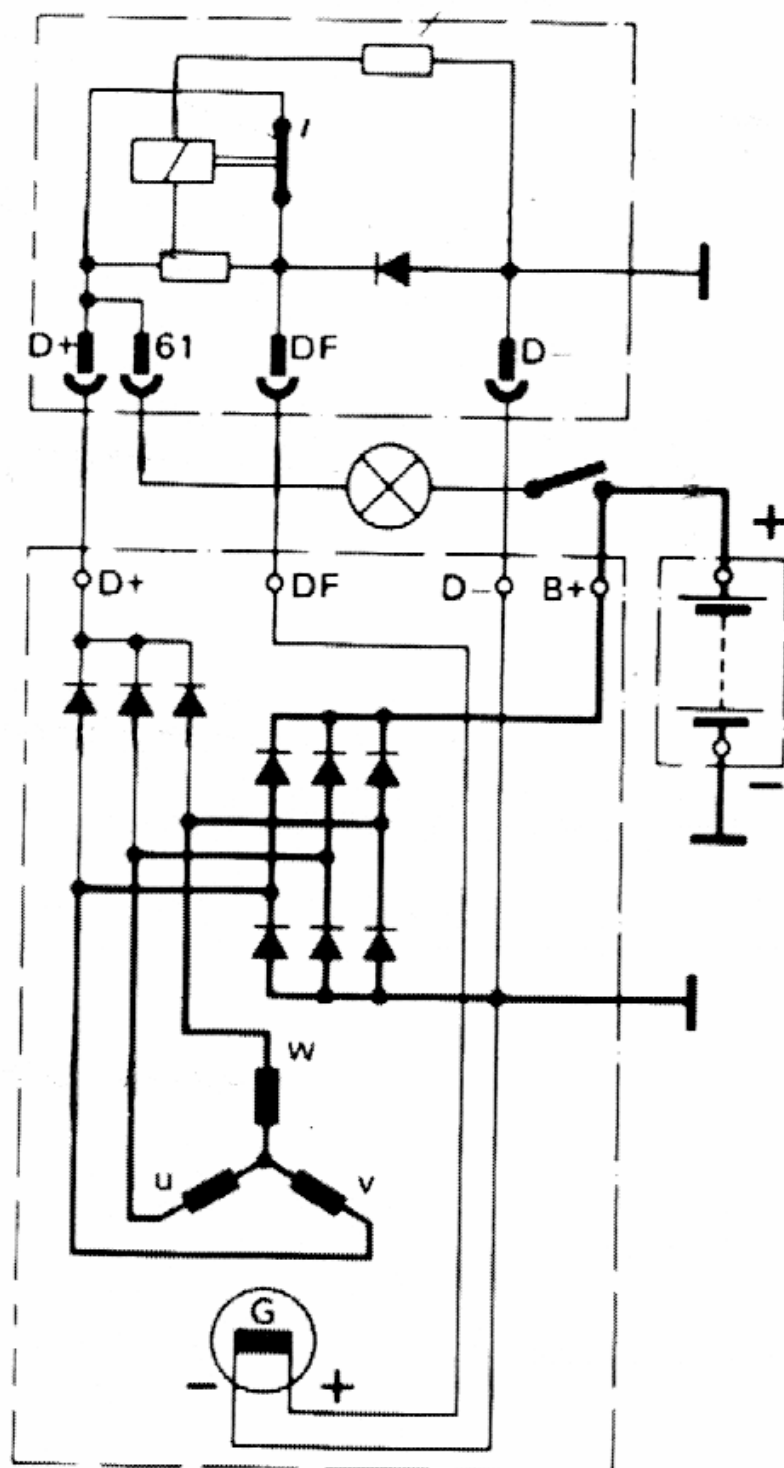 D+ 61 DF D-
+
D+ DF D- B+
-
w
u v
G
- +